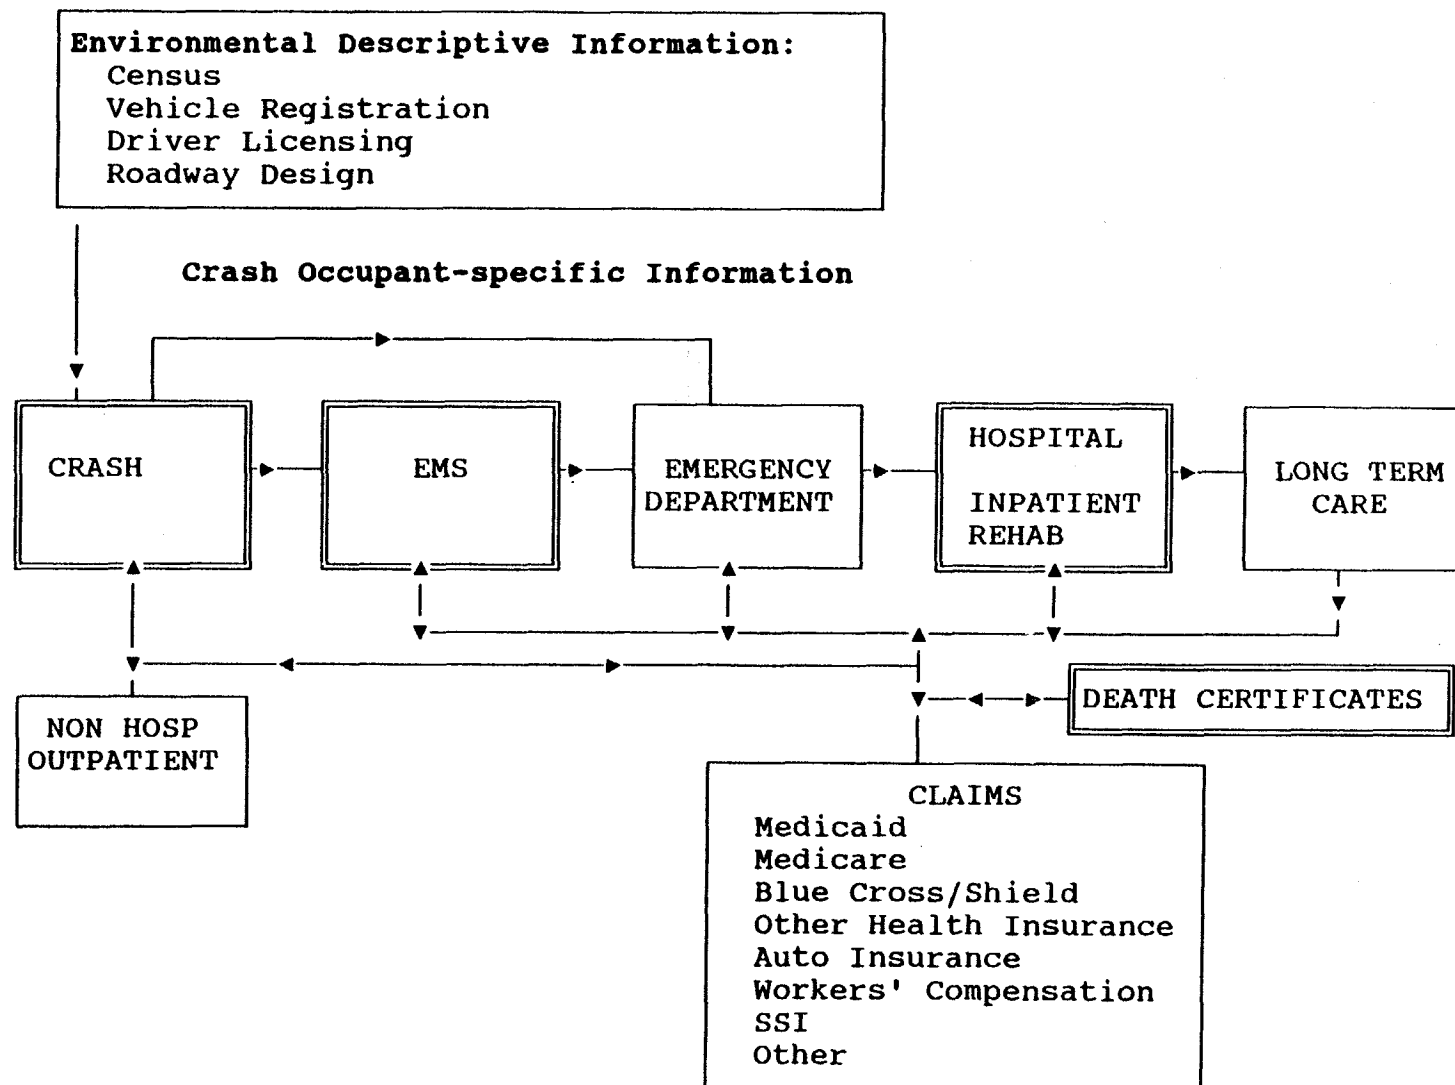 Environmental Descriptive Information:
Census
Vehicle Registration
Driver Licensing
Roadway Design
Crash Occupant-specific Information
CRASH
EMS
EMERGENCY
DEPARTMENT
HOSPITAL
INPATIENT
REHAB
LONG TERM
CARE
NON HOSP
OUTPATIENT
DEATH CERTIFICATES
CLAIMS
Medicaid
Medicare
Blue Cross/Shield
Other Health Insurance
Auto Insurance
Workers' Compensation
SSI
Other